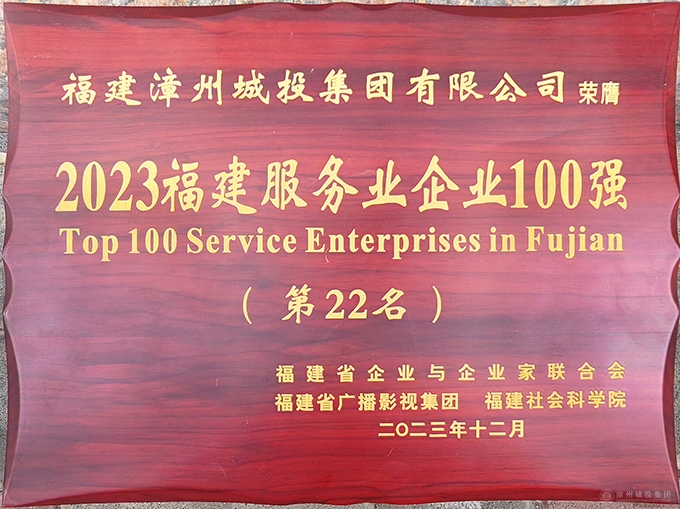 福建漳州城投集团有限公司 荣膺
2023福建服务业企业100强
Top 100 Service Enterprises in Fujian
（第22名）
福建省企业与企业家联合会
福建省广播影视集团 福建社会科学院
二〇二三年十二月
漳州城投集团